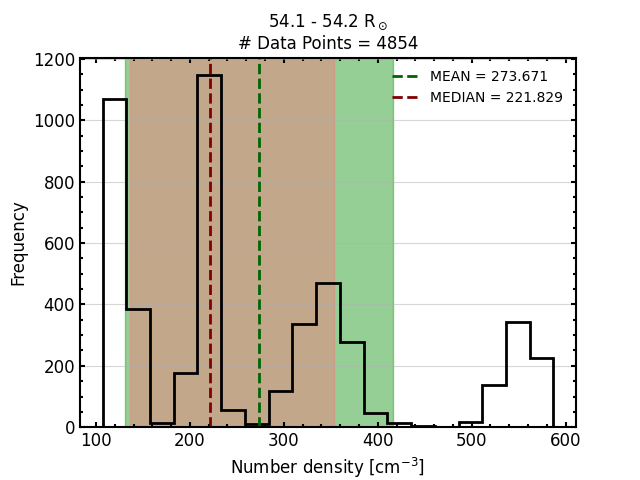 54.1 - 54.2 R⊙
# Data Points = 4854
MEAN = 273.671
MEDIAN = 221.829
Frequency
1200
1000
800
600
400
200
0
100 200 300 400 500 600
Number density [cm⁻³]